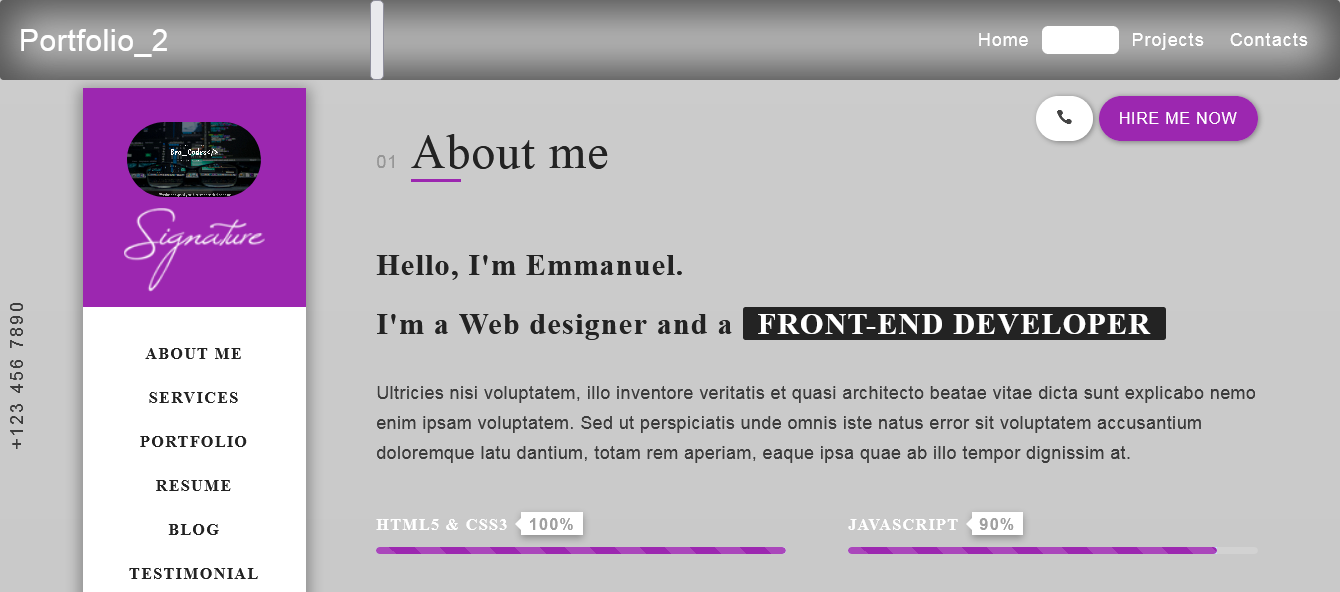 Portfolio_2
Home
Projects
Contacts
HIRE ME NOW
Bro_Codes</>
Signature
01 About me
Hello, I'm Emmanuel.
I'm a Web designer and a FRONT-END DEVELOPER
Ultricies nisi voluptatem, illo inventore veritatis et quasi architecto beatae vitae dicta sunt explicabo nemo
enim ipsam voluptatem. Sed ut perspiciatis unde omnis iste natus error sit voluptatem accusantium
doloremque latu dantium, totam rem aperiam, eaque ipsa quae ab illo tempor dignissim at.
HTML5 & CSS3 100%
JAVASCRIPT 90%
ABOUT ME
SERVICES
PORTFOLIO
RESUME
BLOG
TESTIMONIAL
+123 456 7890